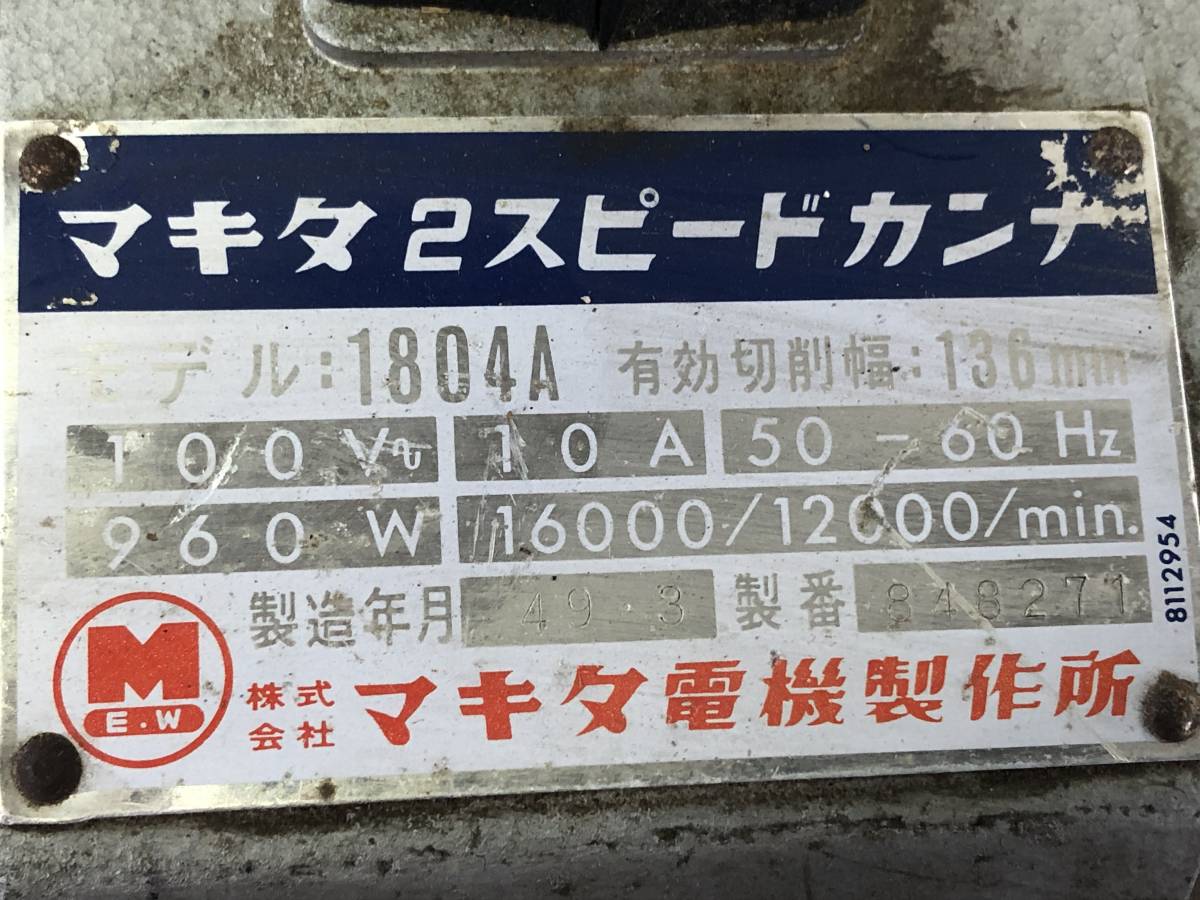 マキタ2スピードカンナ
モデル:1804A 有効切削幅:136mm
100V 10A 50-60Hz
960W 16000/12000/min.
製造年月 49.3 製番 848271
M
E・W
株式会社 マキタ電機製作所
8112954